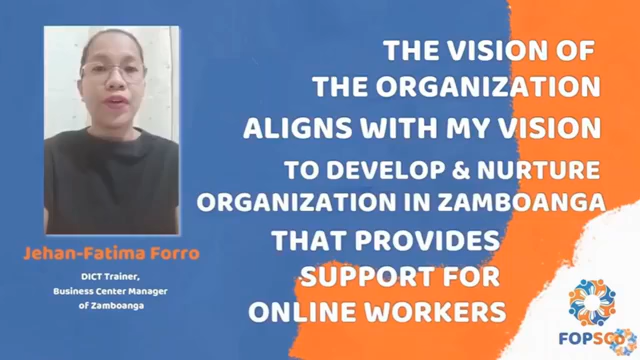 THE VISION OF
THE ORGANIZATION
ALIGNS WITH MY VISION
TO DEVELOP & NURTURE
ORGANIZATION IN ZAMBOANGA
THAT PROVIDES
SUPPORT FOR
ONLINE WORKERS
Jehan-Fatima Forro
DICT Trainer,
Business Center Manager
of Zamboanga
FOPSCo